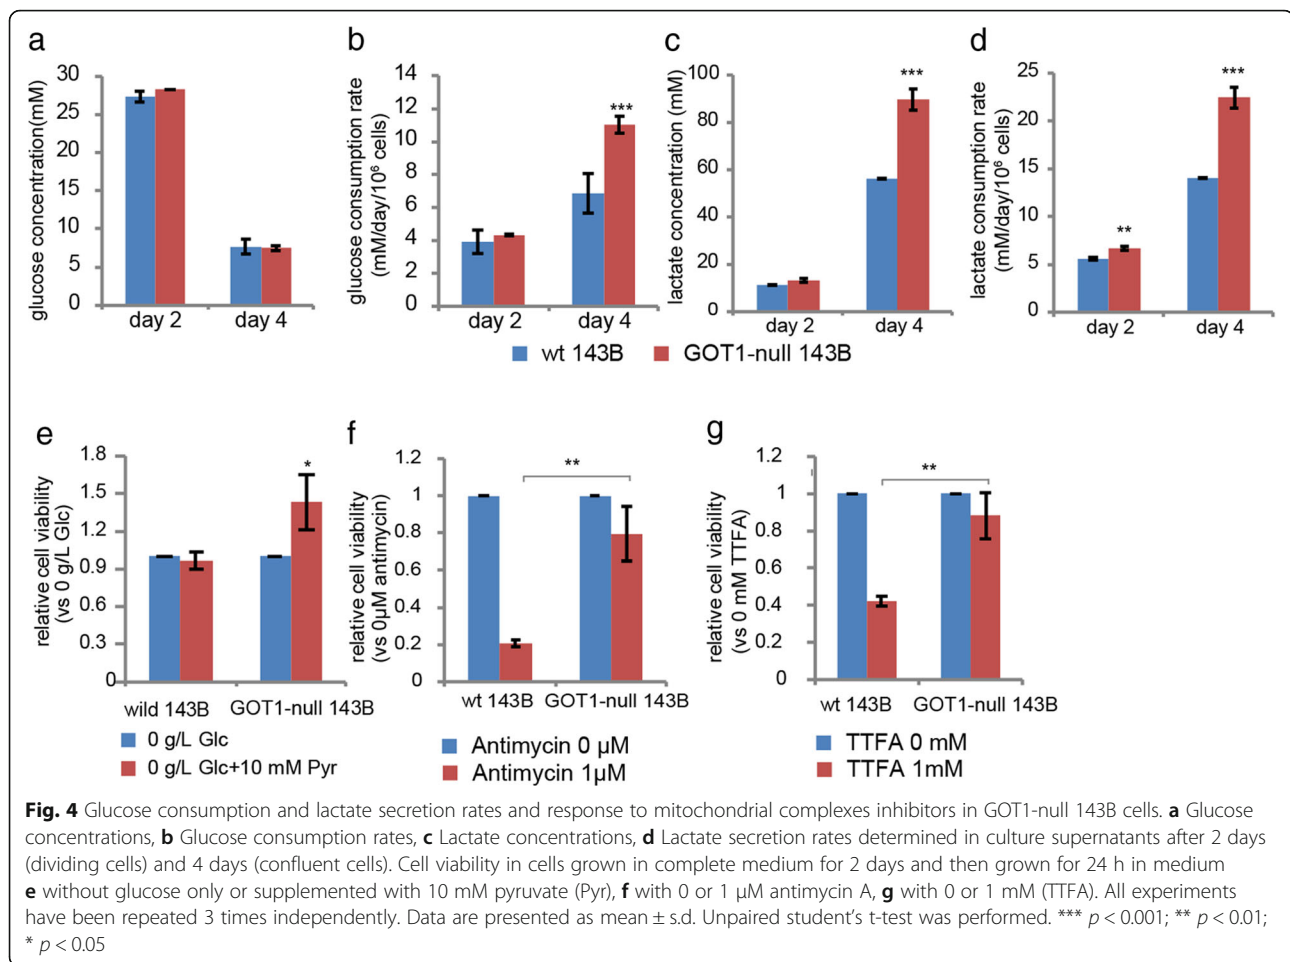 a
glucose concentration(mM)
30
25
20
15
10
5
0
day 2
day 4
b
glucose consumption rate
(mM/day/10⁶ cells)
14
12
10
8
6
4
2
0
***
day 2
day 4
c
lactate concentration (mM)
100
80
60
40
20
0
***
day 2
day 4
d
lactate consumption rate
(mM/day/10⁶ cells)
25
20
15
10
5
0
**
***
day 2
day 4
wt 143B
GOT1-null 143B
e
relative cell viability
(vs 0 g/L Glc)
1.8
1.5
1.2
0.9
0.6
0.3
0
*
wild 143B
GOT1-null 143B
0 g/L Glc
0 g/L Glc+10 mM Pyr
f
relative cell viability
(vs 0µM antimycin)
1.2
1
0.8
0.6
0.4
0.2
0
**
wt 143B
GOT1-null 143B
Antimycin 0 µM
Antimycin 1µM
g
relative cell viability
(vs 0 mM TTFA)
1.2
1
0.8
0.6
0.4
0.2
0
**
wt 143B
GOT1-null 143B
TTFA 0 mM
TTFA 1mM
Fig. 4 Glucose consumption and lactate secretion rates and response to mitochondrial complexes inhibitors in GOT1-null 143B cells. a Glucose
concentrations, b Glucose consumption rates, c Lactate concentrations, d Lactate secretion rates determined in culture supernatants after 2 days
(dividing cells) and 4 days (confluent cells). Cell viability in cells grown in complete medium for 2 days and then grown for 24 h in medium
e without glucose only or supplemented with 10 mM pyruvate (Pyr), f with 0 or 1 µM antimycin A, g with 0 or 1 mM (TTFA). All experiments
have been repeated 3 times independently. Data are presented as mean ± s.d. Unpaired student's t-test was performed. *** p < 0.001; ** p < 0.01;
* p < 0.05